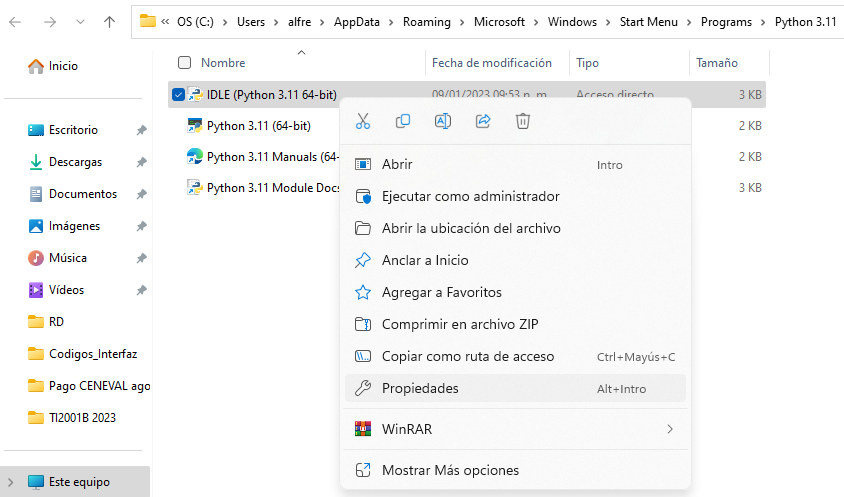 OS (C:) > Users > alfre > AppData > Roaming > Microsoft > Windows > Start Menu > Programs > Python 3.11
Inicio
Escritorio
Descargas
Documentos
Imágenes
Música
Vídeos
RD
Codigos_Interfaz
Pago CENEVAL ago
TI2001B 2023
Este equipo
Nombre Fecha de modificación Tipo Tamaño
IDLE (Python 3.11 64-bit) 09/01/2023 09:53 p. m. Acceso directo 3 KB
Python 3.11 (64-bit) 2 KB
Python 3.11 Manuals (64- 2 KB
Python 3.11 Module Docs 3 KB
Abrir Intro
Ejecutar como administrador
Abrir la ubicación del archivo
Anclar a Inicio
Agregar a Favoritos
Comprimir en archivo ZIP
Copiar como ruta de acceso Ctrl+Mayús+C
Propiedades Alt+Intro
WinRAR
Mostrar Más opciones